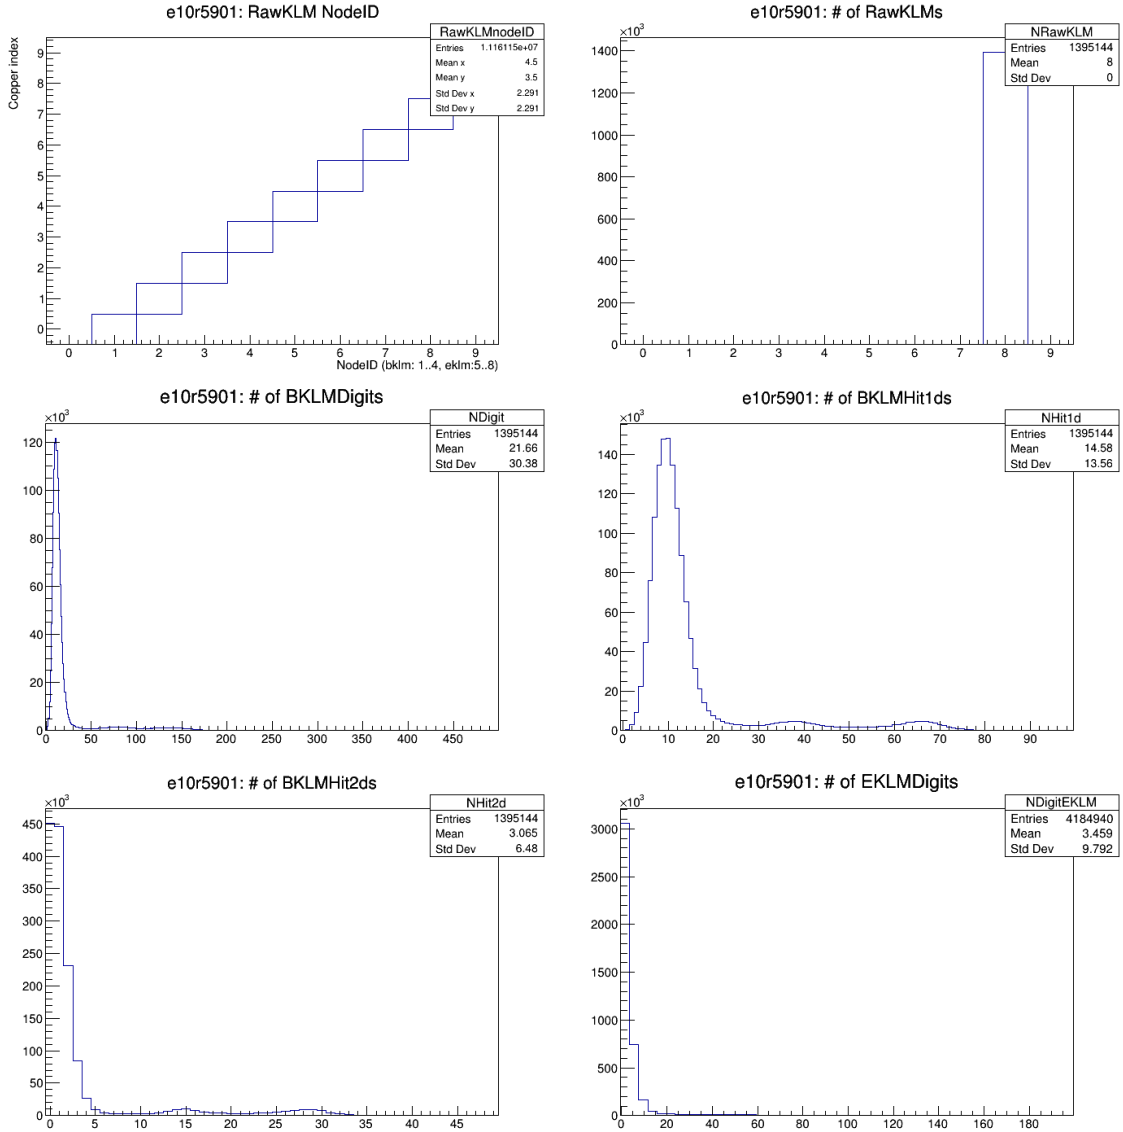 e10r5901: RawKLM NodeID
RawKLMnodeID
Entries 1.116115e+07
Mean x 4.5
Mean y 3.5
Std Dev x 2.291
Std Dev y 2.291
Copper index
9
8
7
6
5
4
3
2
1
0
0 1 2 3 4 5 6 7 8 9
NodeID (bklm: 1..4, eklm:5..8)
e10r5901: # of RawKLMs
×10³
NRawKLM
Entries 1395144
Mean 8
Std Dev 0
1400
1200
1000
800
600
400
200
0
0 1 2 3 4 5 6 7 8 9
e10r5901: # of BKLMDigits
×10³
NDigit
Entries 1395144
Mean 21.66
Std Dev 30.38
120
100
80
60
40
20
0
0 50 100 150 200 250 300 350 400 450
e10r5901: # of BKLMHit1ds
×10³
NHit1d
Entries 1395144
Mean 14.58
Std Dev 13.56
140
120
100
80
60
40
20
0
0 10 20 30 40 50 60 70 80 90
e10r5901: # of BKLMHit2ds
×10³
NHit2d
Entries 1395144
Mean 3.065
Std Dev 6.48
450
400
350
300
250
200
150
100
50
0
0 5 10 15 20 25 30 35 40 45
e10r5901: # of EKLMDigits
×10³
NDigitEKLM
Entries 4184940
Mean 3.459
Std Dev 9.792
3000
2500
2000
1500
1000
500
0
0 20 40 60 80 100 120 140 160 180